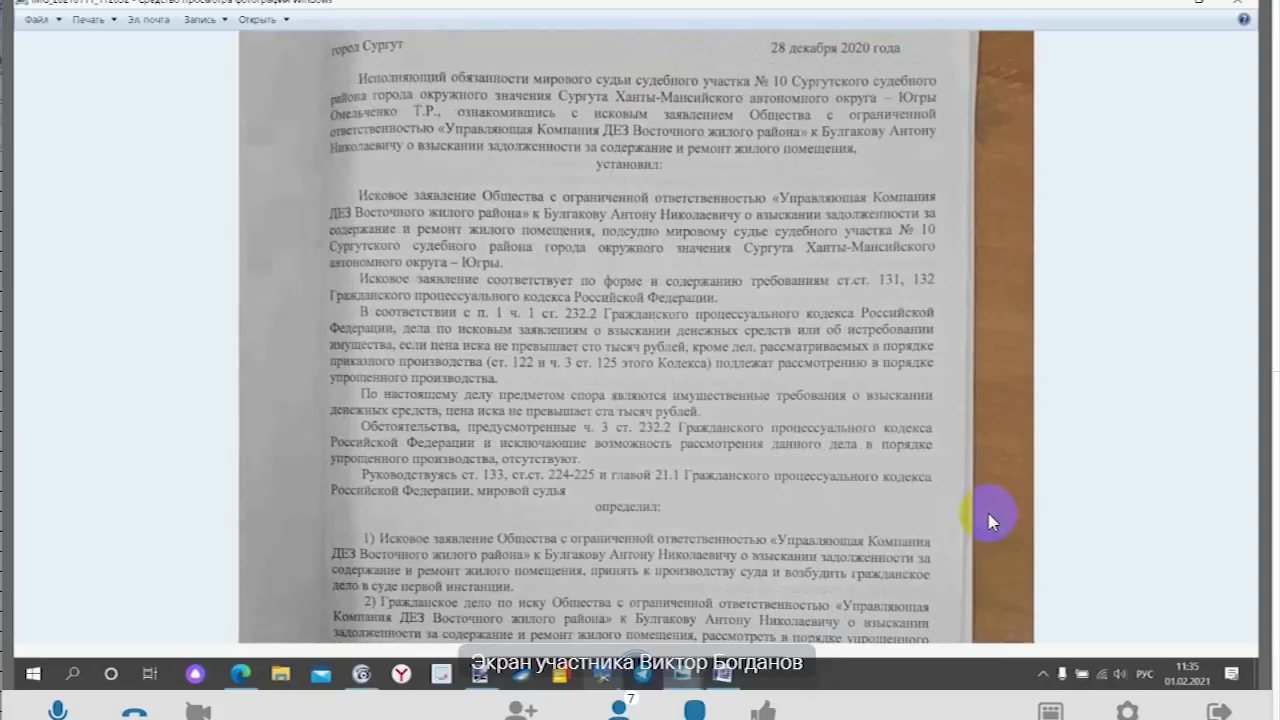 Файл Печать Эл. почта Запись Открыть
город Сургут 28 декабря 2020 года
Исполняющий обязанности мирового судьи судебного участка № 10 Сургутского судебного
района города окружного значения Сургута Ханты-Мансийского автономного округа – Югры
Омельченко Т.Р., ознакомившись с исковым заявлением Общества с ограниченной
ответственностью «Управляющая Компания ДЕЗ Восточного жилого района» к Булгакову Антону
Николаевичу о взыскании задолженности за содержание и ремонт жилого помещения,
установил:
Исковое заявление Общества с ограниченной ответственностью «Управляющая Компания
ДЕЗ Восточного жилого района» к Булгакову Антону Николаевичу о взыскании задолженности за
содержание и ремонт жилого помещения, подсудно мировому судье судебного участка № 10
Сургутского судебного района города окружного значения Сургута Ханты-Мансийского
автономного округа – Югры.
Исковое заявление соответствует по форме и содержанию требованиям ст.ст. 131, 132
Гражданского процессуального кодекса Российской Федерации.
В соответствии с п. 1 ч. 1 ст. 232.2 Гражданского процессуального кодекса Российской
Федерации, дела по исковым заявлениям о взыскании денежных средств или об истребовании
имущества, если цена иска не превышает сто тысяч рублей, кроме дел, рассматриваемых в порядке
приказного производства (ст. 122 и ч. 3 ст. 125 этого Кодекса) подлежат рассмотрению в порядке
упрощенного производства.
По настоящему делу предметом спора являются имущественные требования о взыскании
денежных средств, цена иска не превышает ста тысяч рублей.
Обстоятельства, предусмотренные ч. 3 ст. 232.2 Гражданского процессуального кодекса
Российской Федерации и исключающие возможность рассмотрения данного дела в порядке
упрощенного производства, отсутствуют.
Руководствуясь ст. 133, ст.ст. 224-225 и главой 21.1 Гражданского процессуального кодекса
Российской Федерации, мировой судья
определил:
1) Исковое заявление Общества с ограниченной ответственностью «Управляющая Компания
ДЕЗ Восточного жилого района» к Булгакову Антону Николаевичу о взыскании задолженности за
содержание и ремонт жилого помещения, принять к производству суда и возбудить гражданское
дело в суде первой инстанции.
2) Гражданское дело по иску Общества с ограниченной ответственностью «Управляющая
Компания ДЕЗ Восточного жилого района» к Булгакову Антону Николаевичу о взыскании
задолженности за содержание и ремонт жилого помещения, рассмотреть в порядке упрощенного
Экран участника Виктор Богданов
РУС 11:35
01.02.2021
7